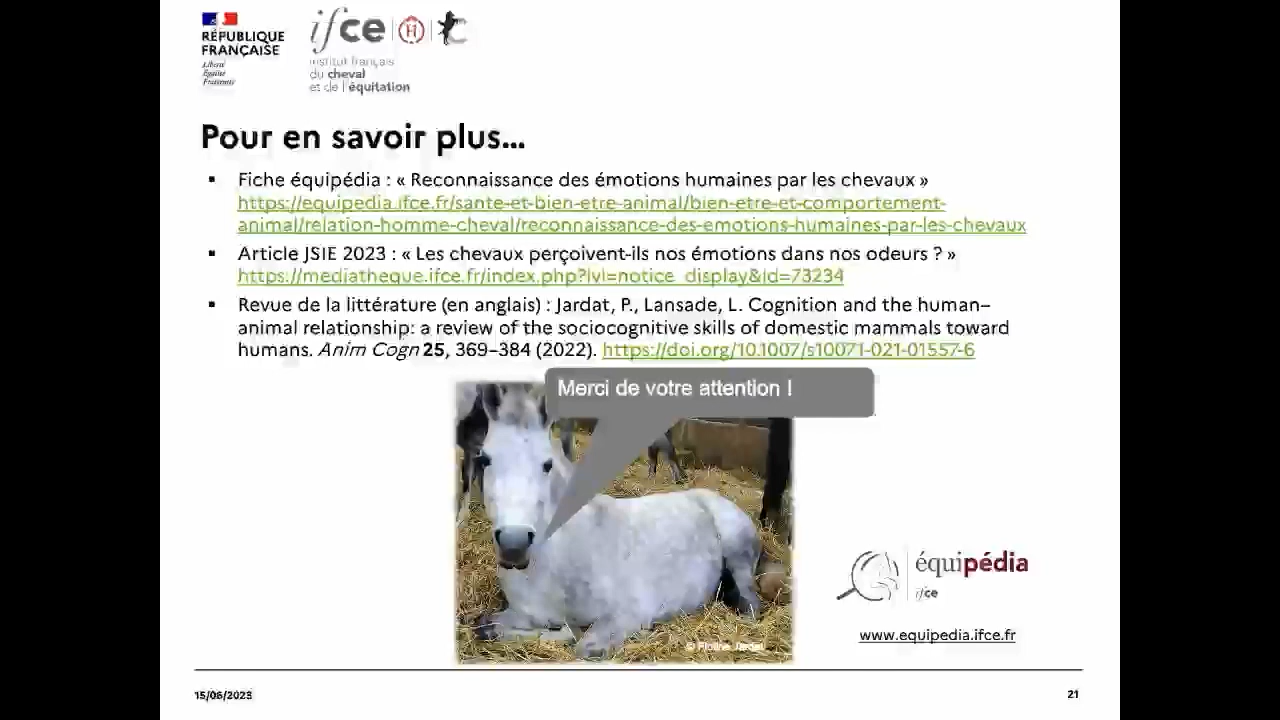 RÉPUBLIQUE
FRANÇAISE
Liberté
Égalité
Fraternité
ifce
institut français
du cheval
et de l'équitation
Pour en savoir plus...
▪ Fiche équipédia : « Reconnaissance des émotions humaines par les chevaux »
https://equipedia.ifce.fr/sante-et-bien-etre-animal/bien-etre-et-comportement-
animal/relation-homme-cheval/reconnaissance-des-emotions-humaines-par-les-chevaux
▪ Article JSIE 2023 : « Les chevaux perçoivent-ils nos émotions dans nos odeurs ? »
https://mediatheque.ifce.fr/index.php?lvl=notice_display&id=73234
▪ Revue de la littérature (en anglais) : Jardat, P., Lansade, L. Cognition and the human–
animal relationship: a review of the sociocognitive skills of domestic mammals toward
humans. Anim Cogn 25, 369–384 (2022). https://doi.org/10.1007/s10071-021-01557-6
Merci de votre attention !
© Jardat
équipédia
ifce
www.equipedia.ifce.fr
15/06/2023
21